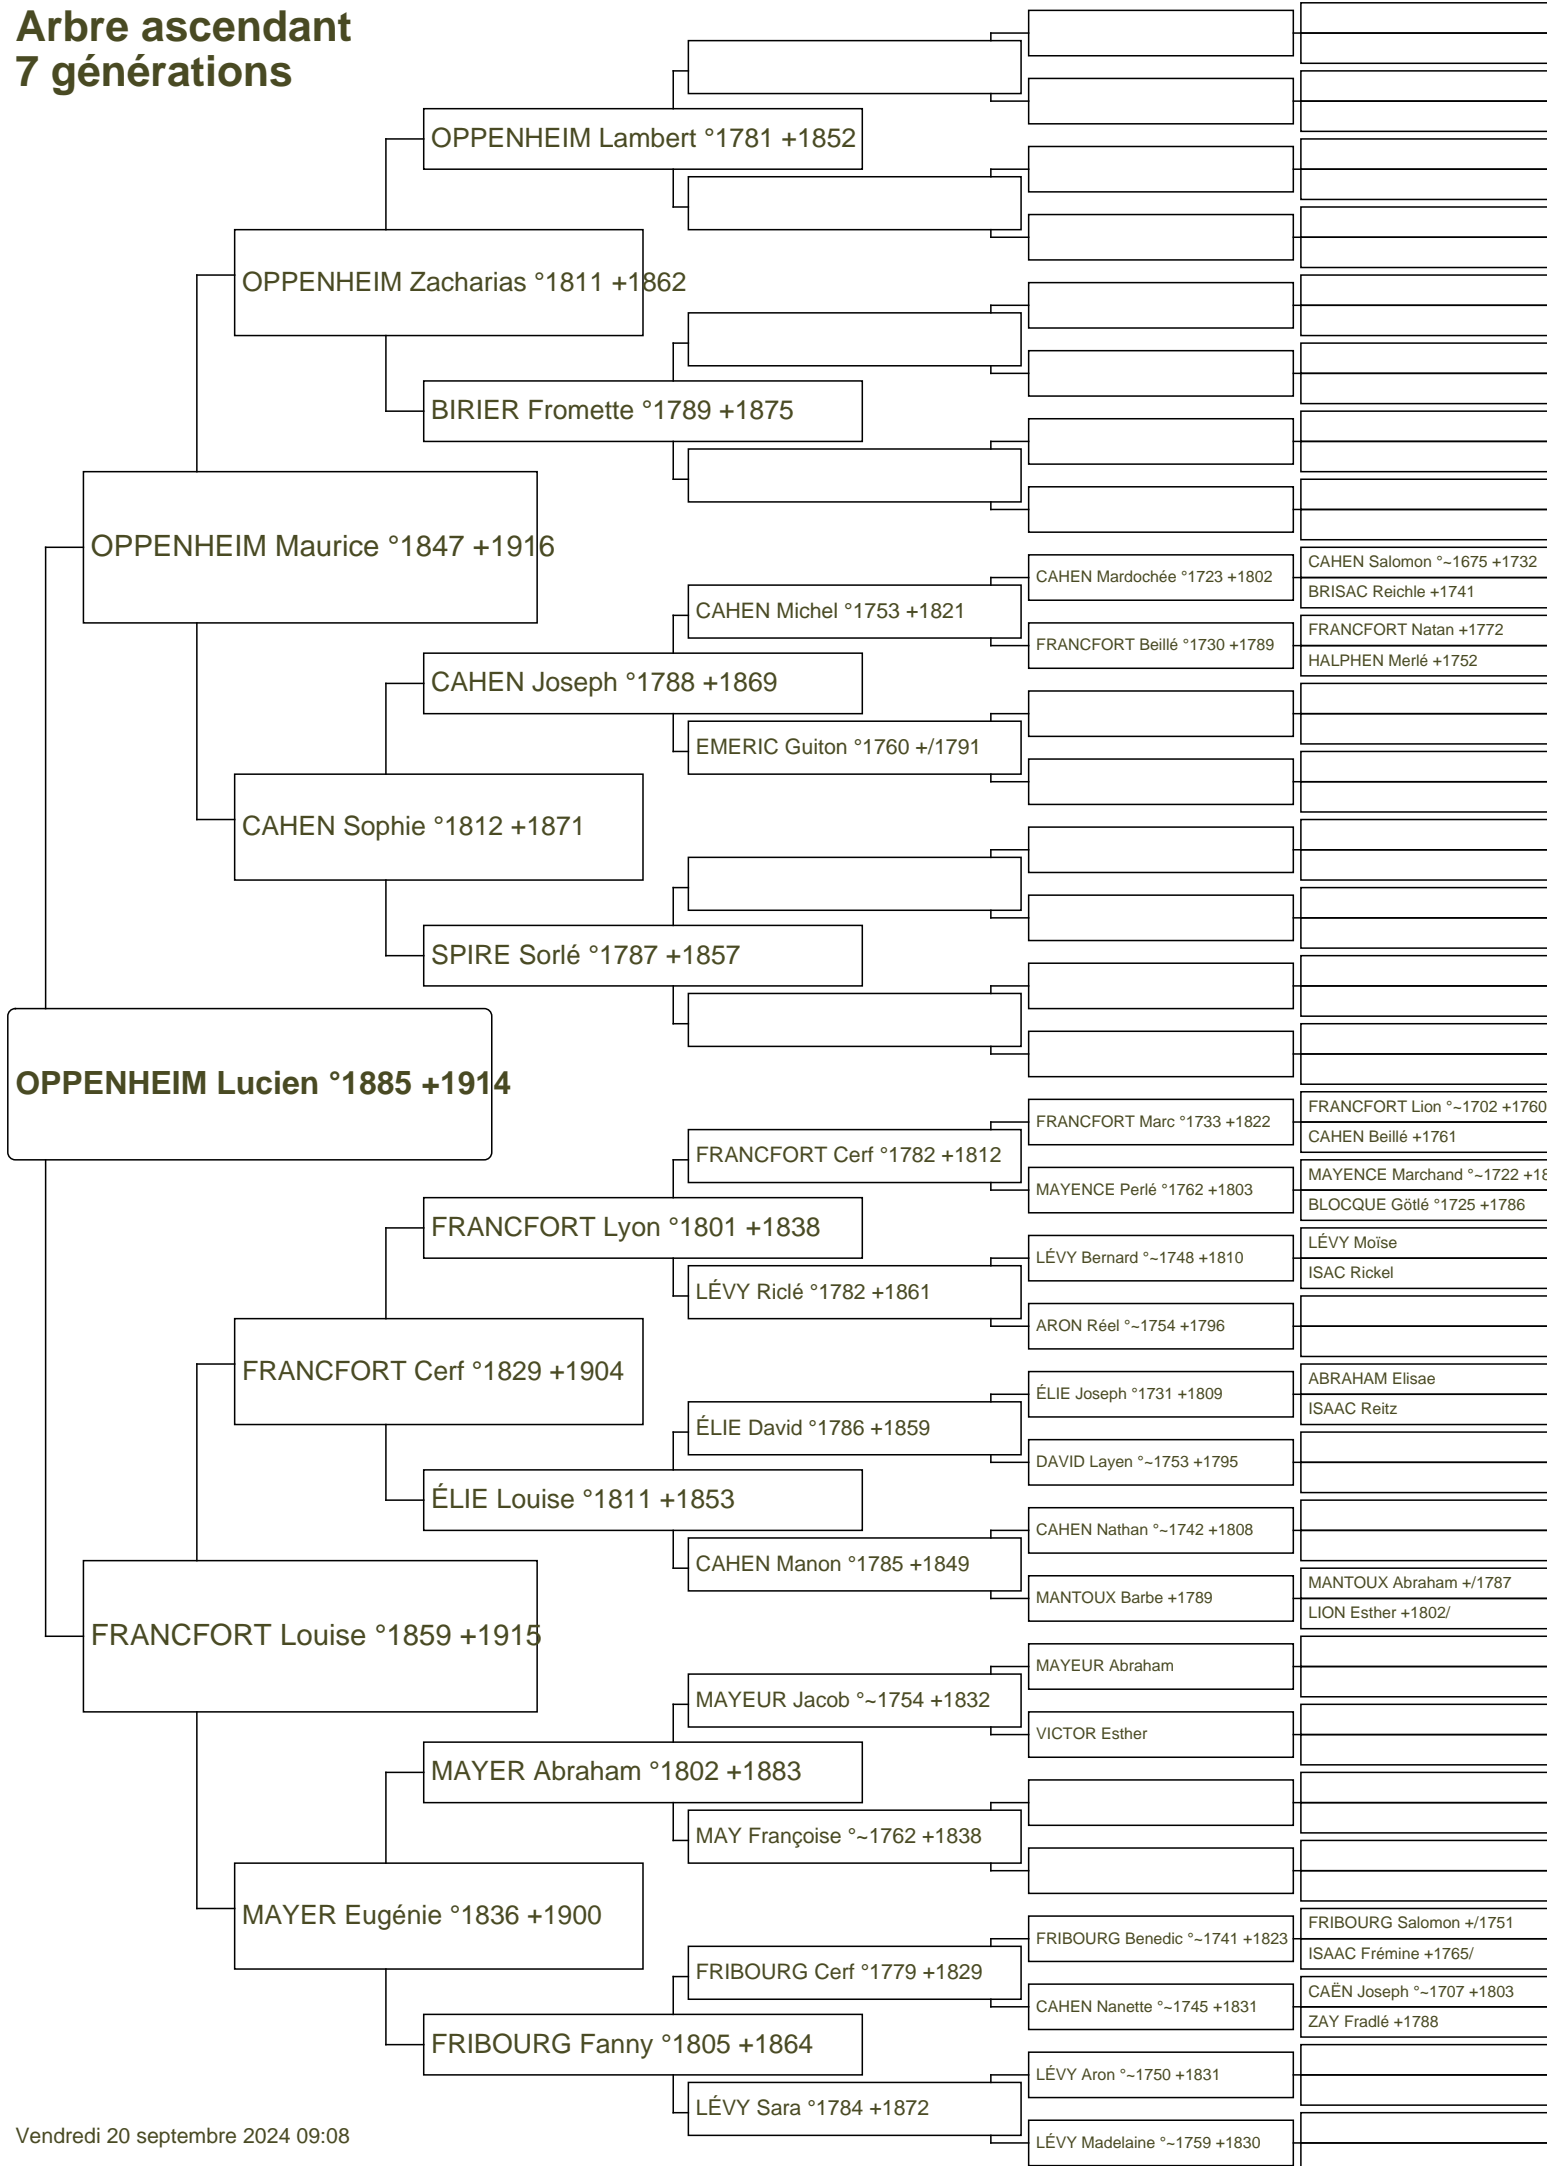 Arbre ascendant
7 générations
OPPENHEIM Lambert °1781 +1852
OPPENHEIM Zacharias °1811 +1862
BIRIER Fromette °1789 +1875
OPPENHEIM Maurice °1847 +1916
CAHEN Salomon °~1675 +1732
CAHEN Mardochée °1723 +1802
BRISAC Reichle +1741
CAHEN Michel °1753 +1821
FRANCFORT Natan +1772
FRANCFORT Beillé °1730 +1789
HALPHEN Merlé +1752
CAHEN Joseph °1788 +1869
EMERIC Guiton °1760 +/1791
CAHEN Sophie °1812 +1871
SPIRE Sorlé °1787 +1857
OPPENHEIM Lucien °1885 +1914
FRANCFORT Lion °~1702 +1760
FRANCFORT Marc °1733 +1822
CAHEN Beillé +1761
FRANCFORT Cerf °1782 +1812
MAYENCE Marchand °~1722 +18
MAYENCE Perlé °1762 +1803
BLOCQUE Götlé °1725 +1786
FRANCFORT Lyon °1801 +1838
LÉVY Moïse
LÉVY Bernard °~1748 +1810
ISAC Rickel
LÉVY Riclé °1782 +1861
ARON Réel °~1754 +1796
FRANCFORT Cerf °1829 +1904
ABRAHAM Elisae
ÉLIE Joseph °1731 +1809
ISAAC Reitz
ÉLIE David °1786 +1859
DAVID Layen °~1753 +1795
ÉLIE Louise °1811 +1853
CAHEN Nathan °~1742 +1808
CAHEN Manon °1785 +1849
MANTOUX Abraham +/1787
MANTOUX Barbe +1789
LION Esther +1802/
FRANCFORT Louise °1859 +1915
MAYEUR Abraham
MAYEUR Jacob °~1754 +1832
VICTOR Esther
MAYER Abraham °1802 +1883
MAY Françoise °~1762 +1838
MAYER Eugénie °1836 +1900
FRIBOURG Salomon +/1751
FRIBOURG Benedic °~1741 +1823
ISAAC Frémine +1765/
FRIBOURG Cerf °1779 +1829
CAËN Joseph °~1707 +1803
CAHEN Nanette °~1745 +1831
ZAY Fradlé +1788
FRIBOURG Fanny °1805 +1864
LÉVY Aron °~1750 +1831
LÉVY Sara °1784 +1872
LÉVY Madelaine °~1759 +1830
Vendredi 20 septembre 2024 09:08